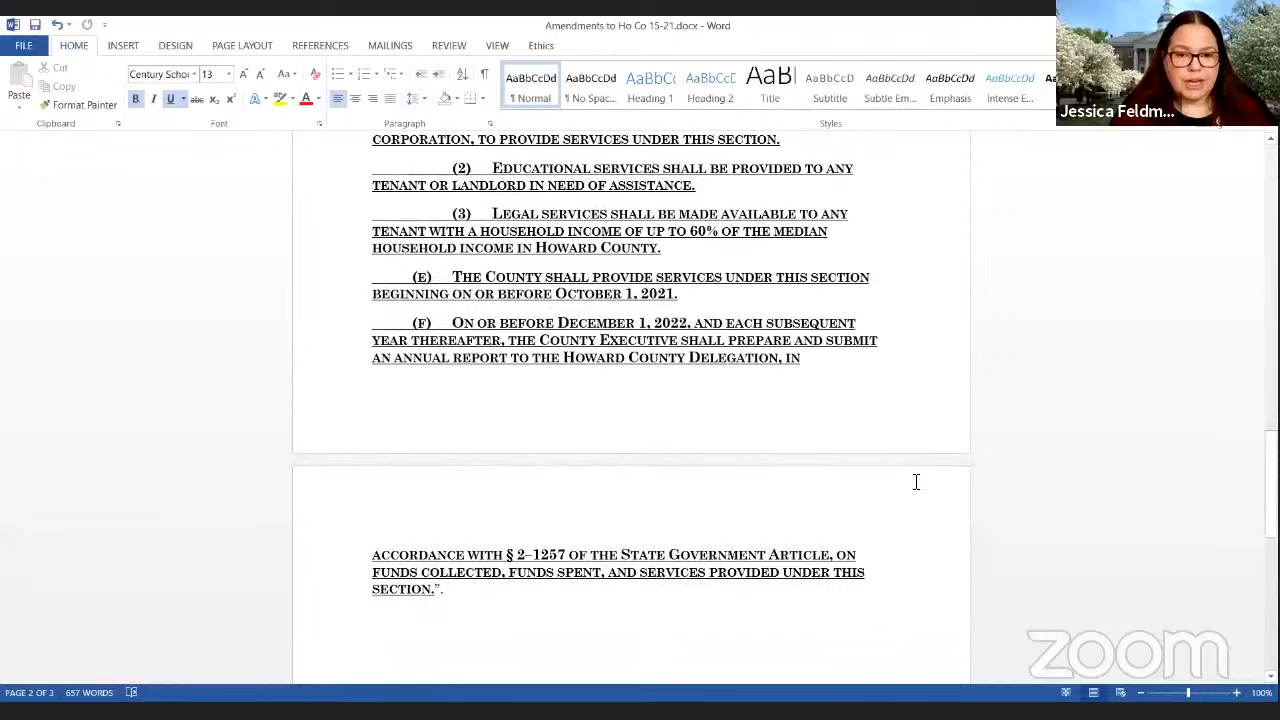 Amendments to Ho Co 15-21.docx - Word
FILE HOME INSERT DESIGN PAGE LAYOUT REFERENCES MAILINGS REVIEW VIEW Ethics
Paste
Cut
Copy
Format Painter
Century Schoo 13
AaBbCcDd AaBbCcDd AaBbC AaBbCcD AaB AaBbCcD AaBbCcDd AaBbCcDd AaBbCcDd
¶ Normal ¶ No Spac... Heading 1 Heading 2 Title Subtitle Subtle Em... Emphasis Intense E...
Clipboard Font Paragraph Styles
Jessica Feldm...
CORPORATION, TO PROVIDE SERVICES UNDER THIS SECTION.
(2) EDUCATIONAL SERVICES SHALL BE PROVIDED TO ANY
TENANT OR LANDLORD IN NEED OF ASSISTANCE.
(3) LEGAL SERVICES SHALL BE MADE AVAILABLE TO ANY
TENANT WITH A HOUSEHOLD INCOME OF UP TO 60% OF THE MEDIAN
HOUSEHOLD INCOME IN HOWARD COUNTY.
(E) THE COUNTY SHALL PROVIDE SERVICES UNDER THIS SECTION
BEGINNING ON OR BEFORE OCTOBER 1, 2021.
(F) ON OR BEFORE DECEMBER 1, 2022, AND EACH SUBSEQUENT
YEAR THEREAFTER, THE COUNTY EXECUTIVE SHALL PREPARE AND SUBMIT
AN ANNUAL REPORT TO THE HOWARD COUNTY DELEGATION, IN
ACCORDANCE WITH § 2–1257 OF THE STATE GOVERNMENT ARTICLE, ON
FUNDS COLLECTED, FUNDS SPENT, AND SERVICES PROVIDED UNDER THIS
SECTION.”.
zoom
PAGE 2 OF 3 657 WORDS 100%